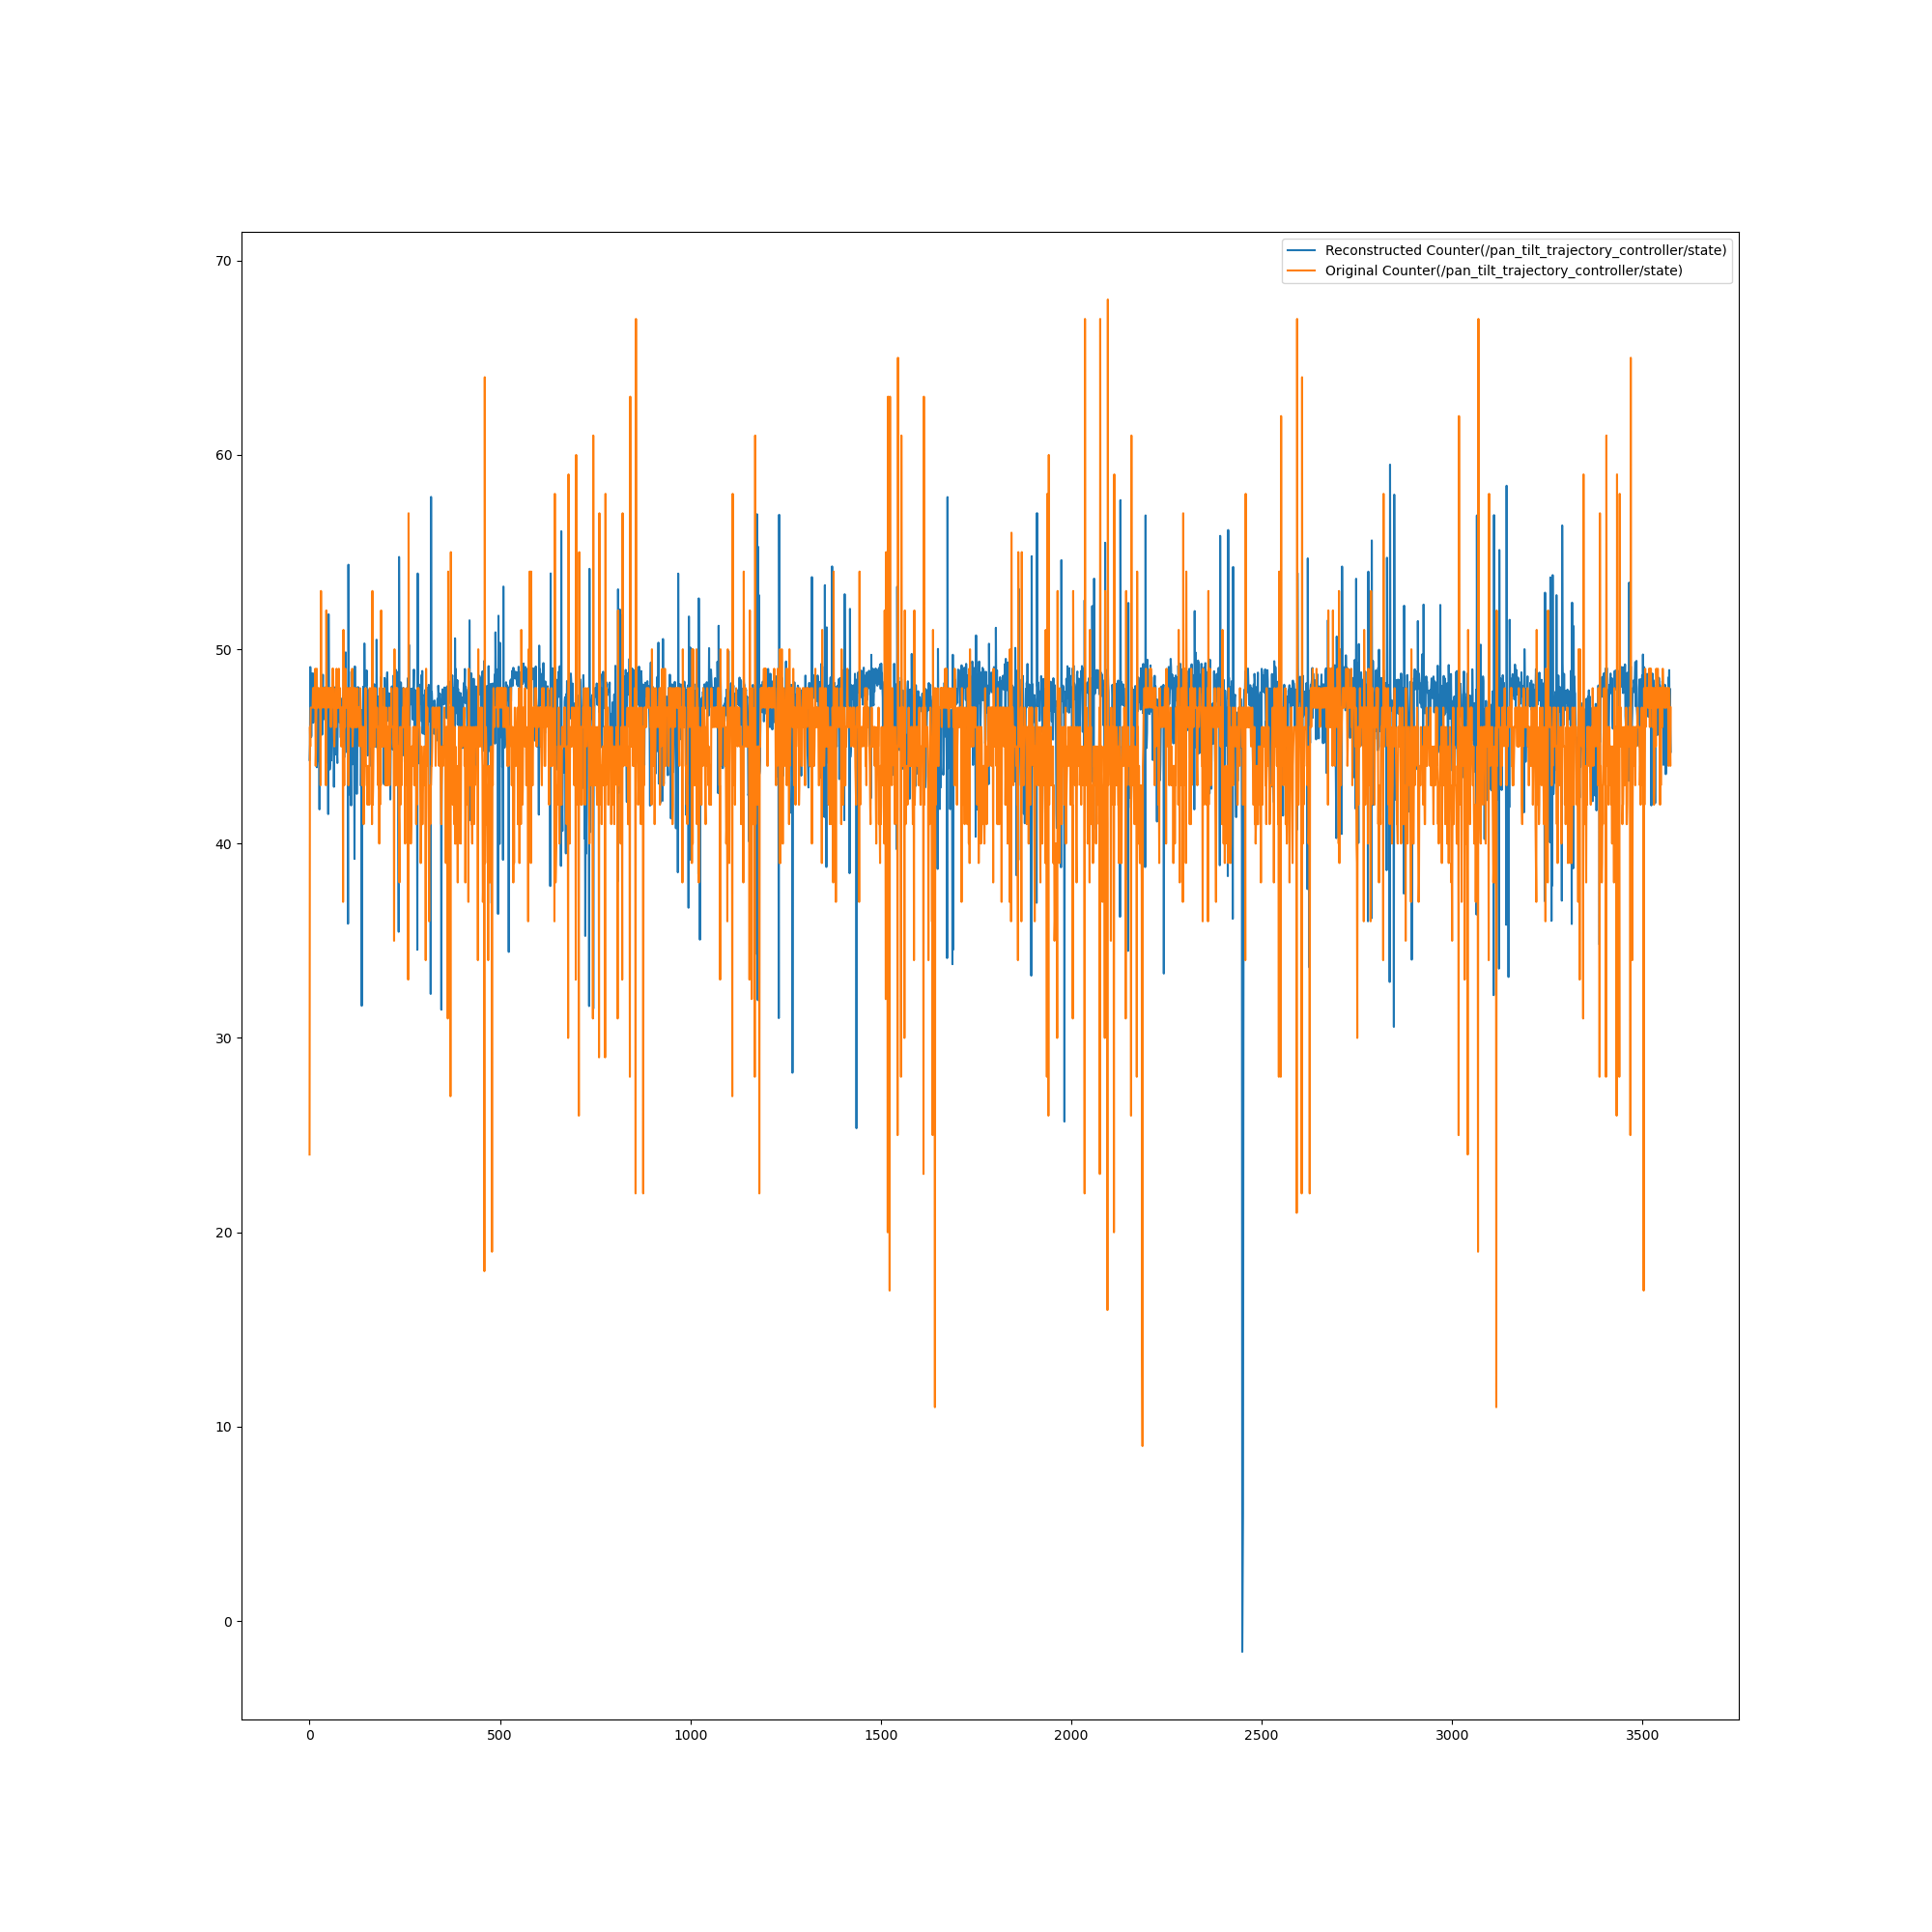 Reconstructed Counter(/pan_tilt_trajectory_controller/state)
Original Counter(/pan_tilt_trajectory_controller/state)
70
60
50
40
30
20
10
0
0 500 1000 1500 2000 2500 3000 3500